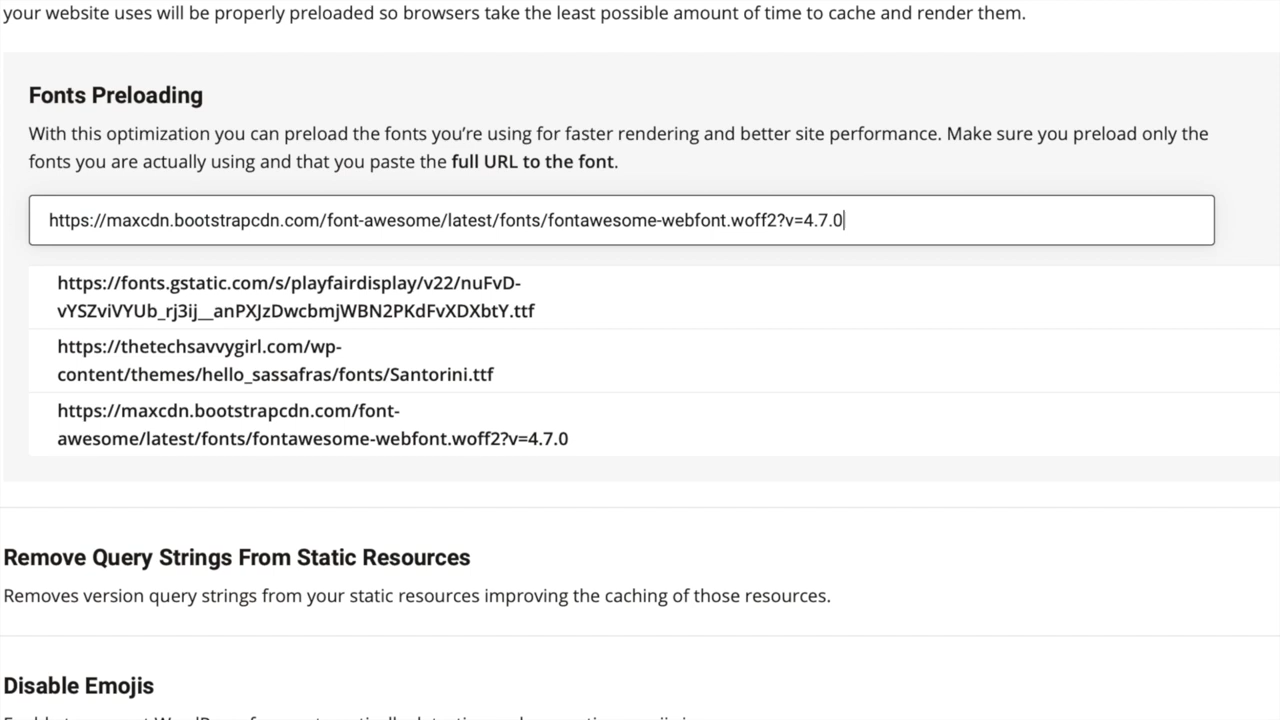 your website uses will be properly preloaded so browsers take the least possible amount of time to cache and render them.
Fonts Preloading
With this optimization you can preload the fonts you’re using for faster rendering and better site performance. Make sure you preload only the
fonts you are actually using and that you paste the full URL to the font.
https://maxcdn.bootstrapcdn.com/font-awesome/latest/fonts/fontawesome-webfont.woff2?v=4.7.0
https://fonts.gstatic.com/s/playfairdisplay/v22/nuFvD-
vYSZviVYUb_rj3ij__anPXJzDwcbmjWBN2PKdFvXDXbtY.ttf
https://thetechsavvygirl.com/wp-
content/themes/hello_sassafras/fonts/Santorini.ttf
https://maxcdn.bootstrapcdn.com/font-
awesome/latest/fonts/fontawesome-webfont.woff2?v=4.7.0
Remove Query Strings From Static Resources
Removes version query strings from your static resources improving the caching of those resources.
Disable Emojis